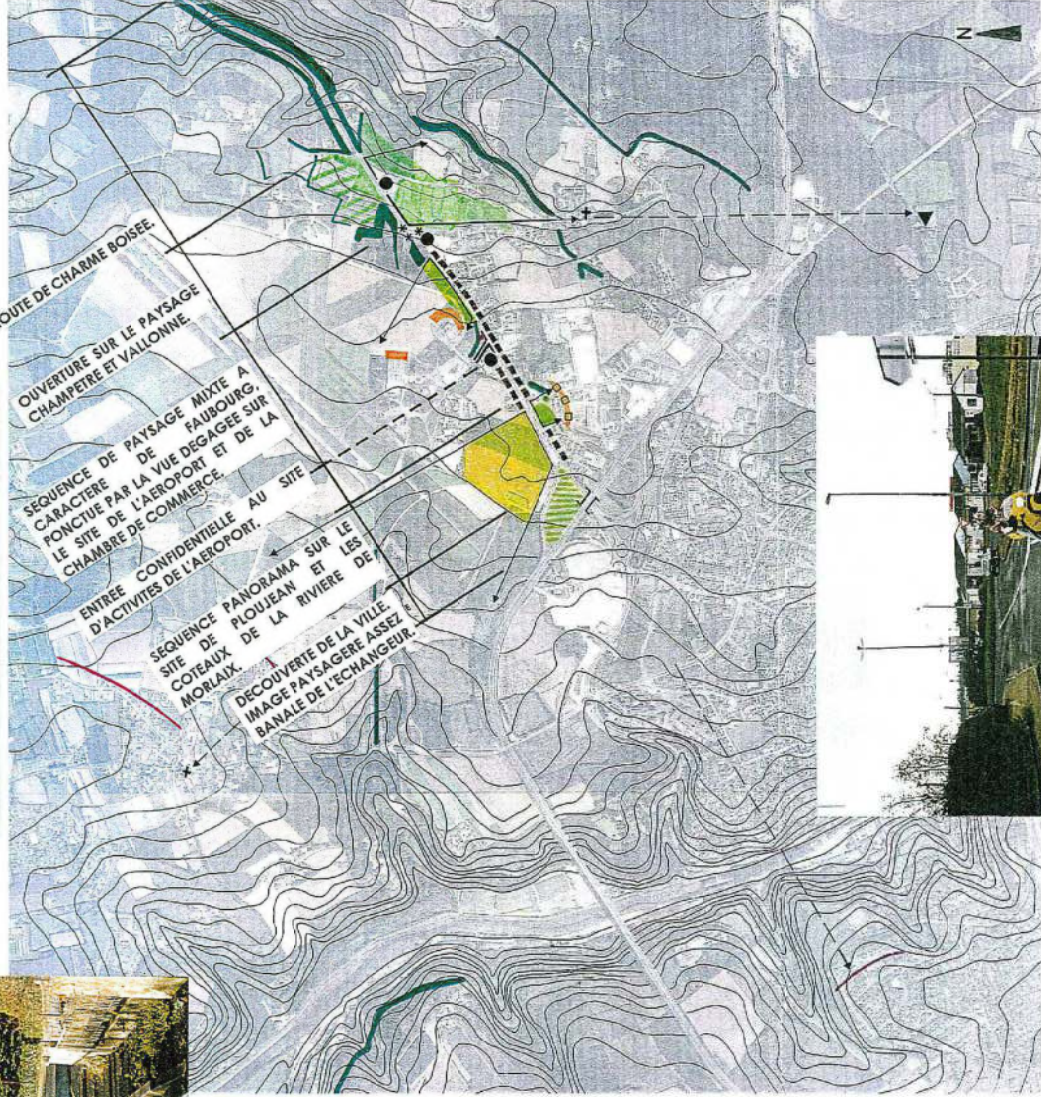 ROUTE DE CHARME BOISEE.
OUVERTURE SUR LE PAYSAGE
CHAMPETRE ET VALLONNE.
SEQUENCE DE PAYSAGE MIXTE A
CARACTERE DE FAUBOURG,
PONCTUE PAR LA VUE DEGAGEE SUR
LE SITE DE L'AEROPORT ET DE LA
CHAMBRE DE COMMERCE.
ENTREE CONFIDENTIELLE AU SITE
D'ACTIVITES DE L'AEROPORT.
SEQUENCE PANORAMA SUR LE
SITE DE PLOUJEAN ET LES
COTEAUX DE LA RIVIERE DE
MORLAIX.
DECOUVERTE DE LA VILLE.
IMAGE PAYSAGERE ASSEZ
BANALE DE L'ECHANGEUR.
N